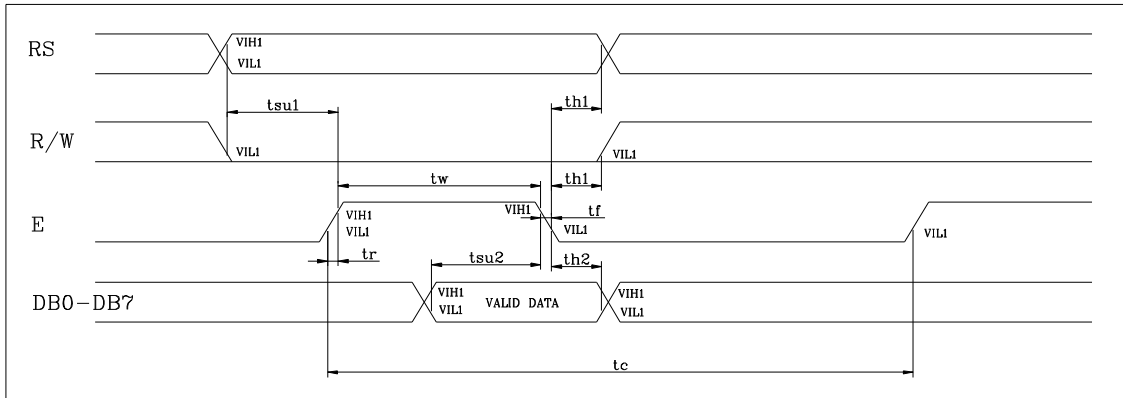 RS
VIH1
VIL1
tsu1
th1
R/W
VIL1
VIL1
tw
th1
E
VIH1
VIL1
VIH1
tf
VIL1
VIL1
tr
tsu2
th2
DB0-DB7
VIH1
VIL1
VALID DATA
VIH1
VIL1
tc